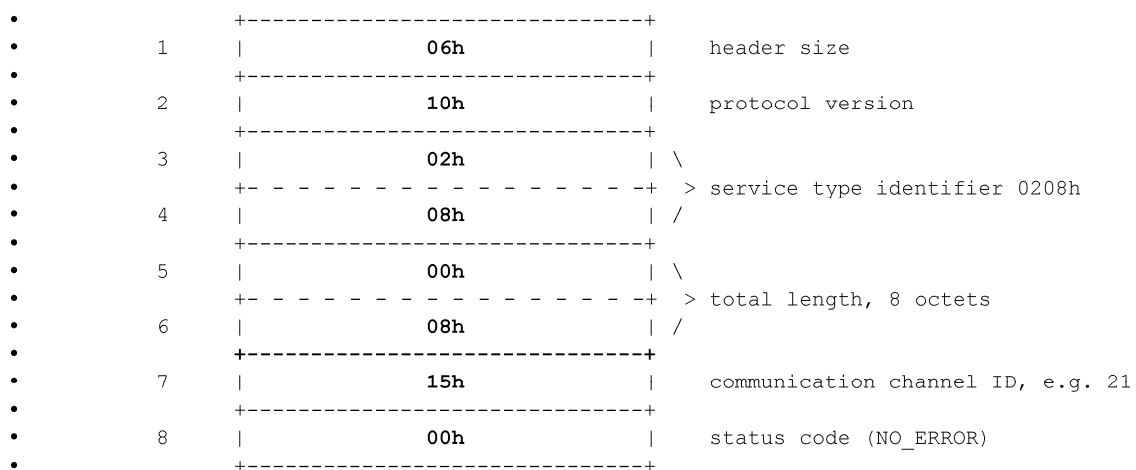 • +-------------------------------+
• 1 | 06h | header size
• +-------------------------------+
• 2 | 10h | protocol version
• +-------------------------------+
• 3 | 02h | \
• +- - - - - - - - - - - - - - - -+ > service type identifier 0208h
• 4 | 08h | /
• +-------------------------------+
• 5 | 00h | \
• +- - - - - - - - - - - - - - - -+ > total length, 8 octets
• 6 | 08h | /
• +-------------------------------+
• 7 | 15h | communication channel ID, e.g. 21
• +-------------------------------+
• 8 | 00h | status code (NO_ERROR)
• +-------------------------------+